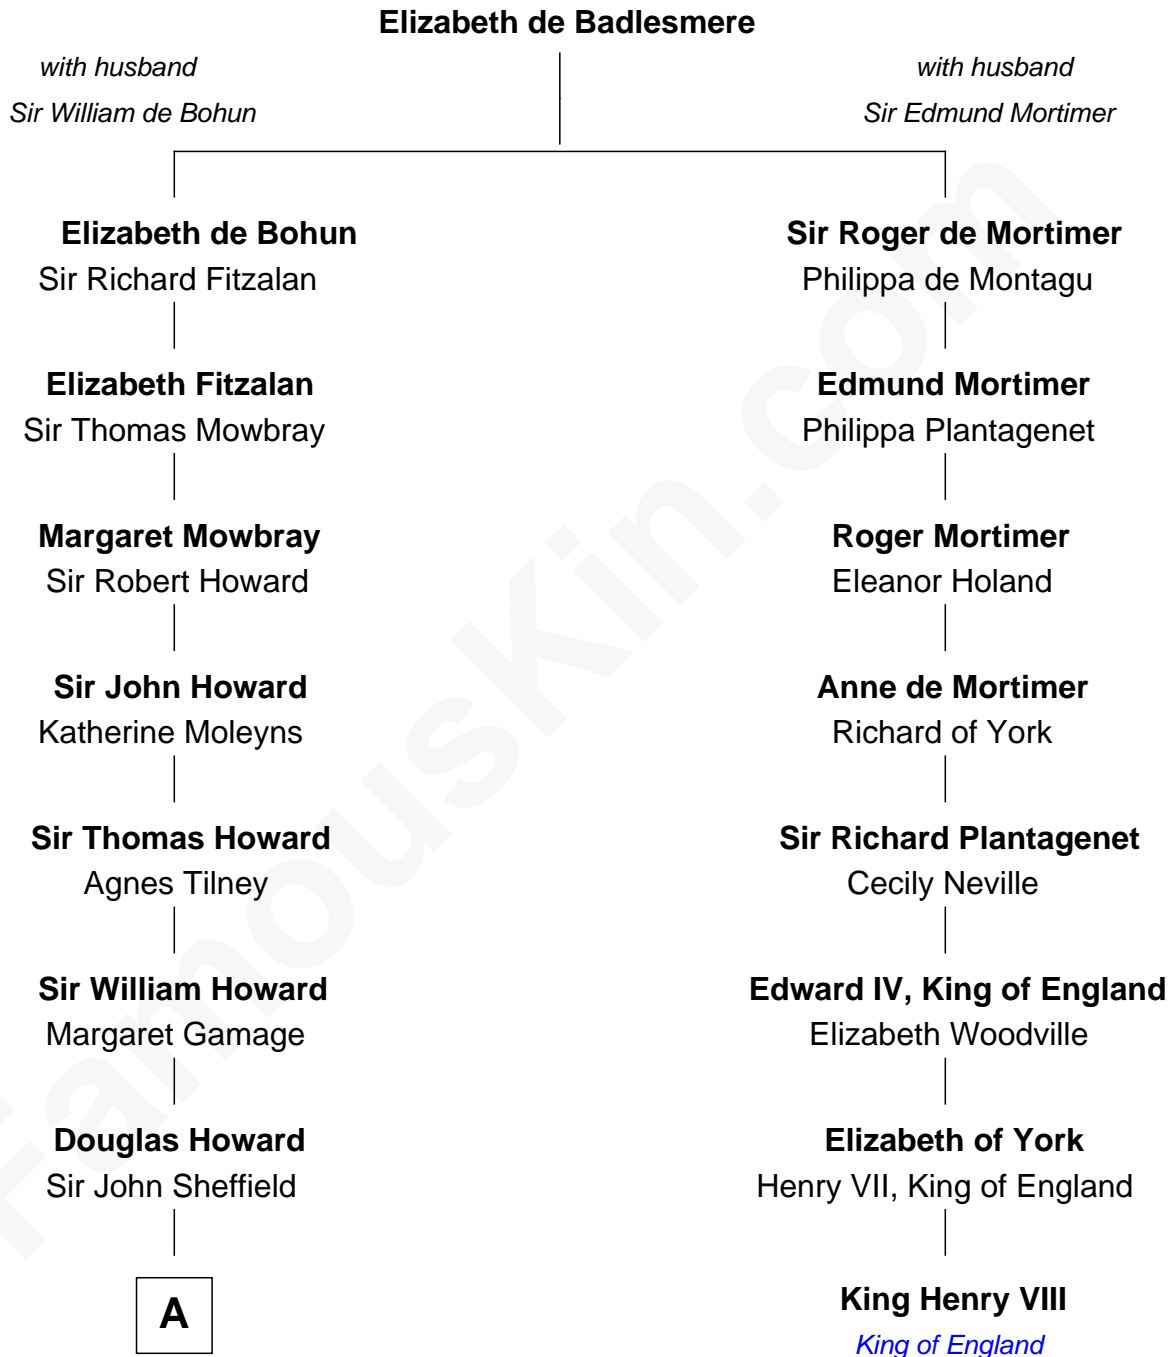 Elizabeth de Badlesmere
with husband
Sir William de Bohun
with husband
Sir Edmund Mortimer
Elizabeth de Bohun
Sir Richard Fitzalan
Elizabeth Fitzalan
Sir Thomas Mowbray
Margaret Mowbray
Sir Robert Howard
Sir John Howard
Katherine Moleyns
Sir Thomas Howard
Agnes Tilney
Sir William Howard
Margaret Gamage
Douglas Howard
Sir John Sheffield
A
Sir Roger de Mortimer
Philippa de Montagu
Edmund Mortimer
Philippa Plantagenet
Roger Mortimer
Eleanor Holand
Anne de Mortimer
Richard of York
Sir Richard Plantagenet
Cecily Neville
Edward IV, King of England
Elizabeth Woodville
Elizabeth of York
Henry VII, King of England
King Henry VIII
King of England
FamousKin.com